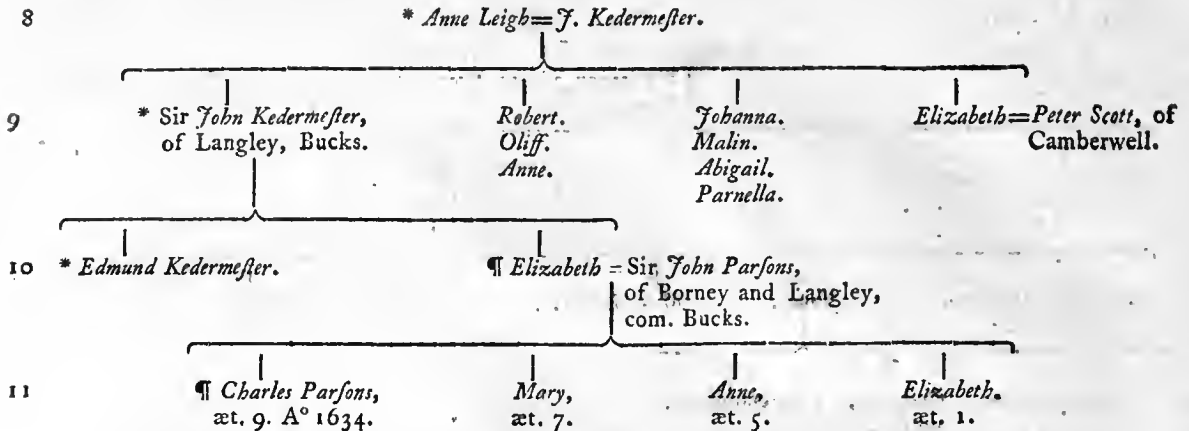 8 * Anne Leigh = J. Kedermeſter.
9 * Sir John Kedermeſter, Robert. Johanna. Elizabeth = Peter Scott, of
of Langley, Bucks. Oliff. Malin. Camberwell.
Anne. Abigail.
Parnella.
10 * Edmund Kedermeſter. ¶ Elizabeth = Sir John Parſons,
of Borney and Langley,
com. Bucks.
11 ¶ Charles Parſons, Mary, Anne, Elizabeth.
æt. 9. A° 1634. æt. 7. æt. 5. æt. 1.